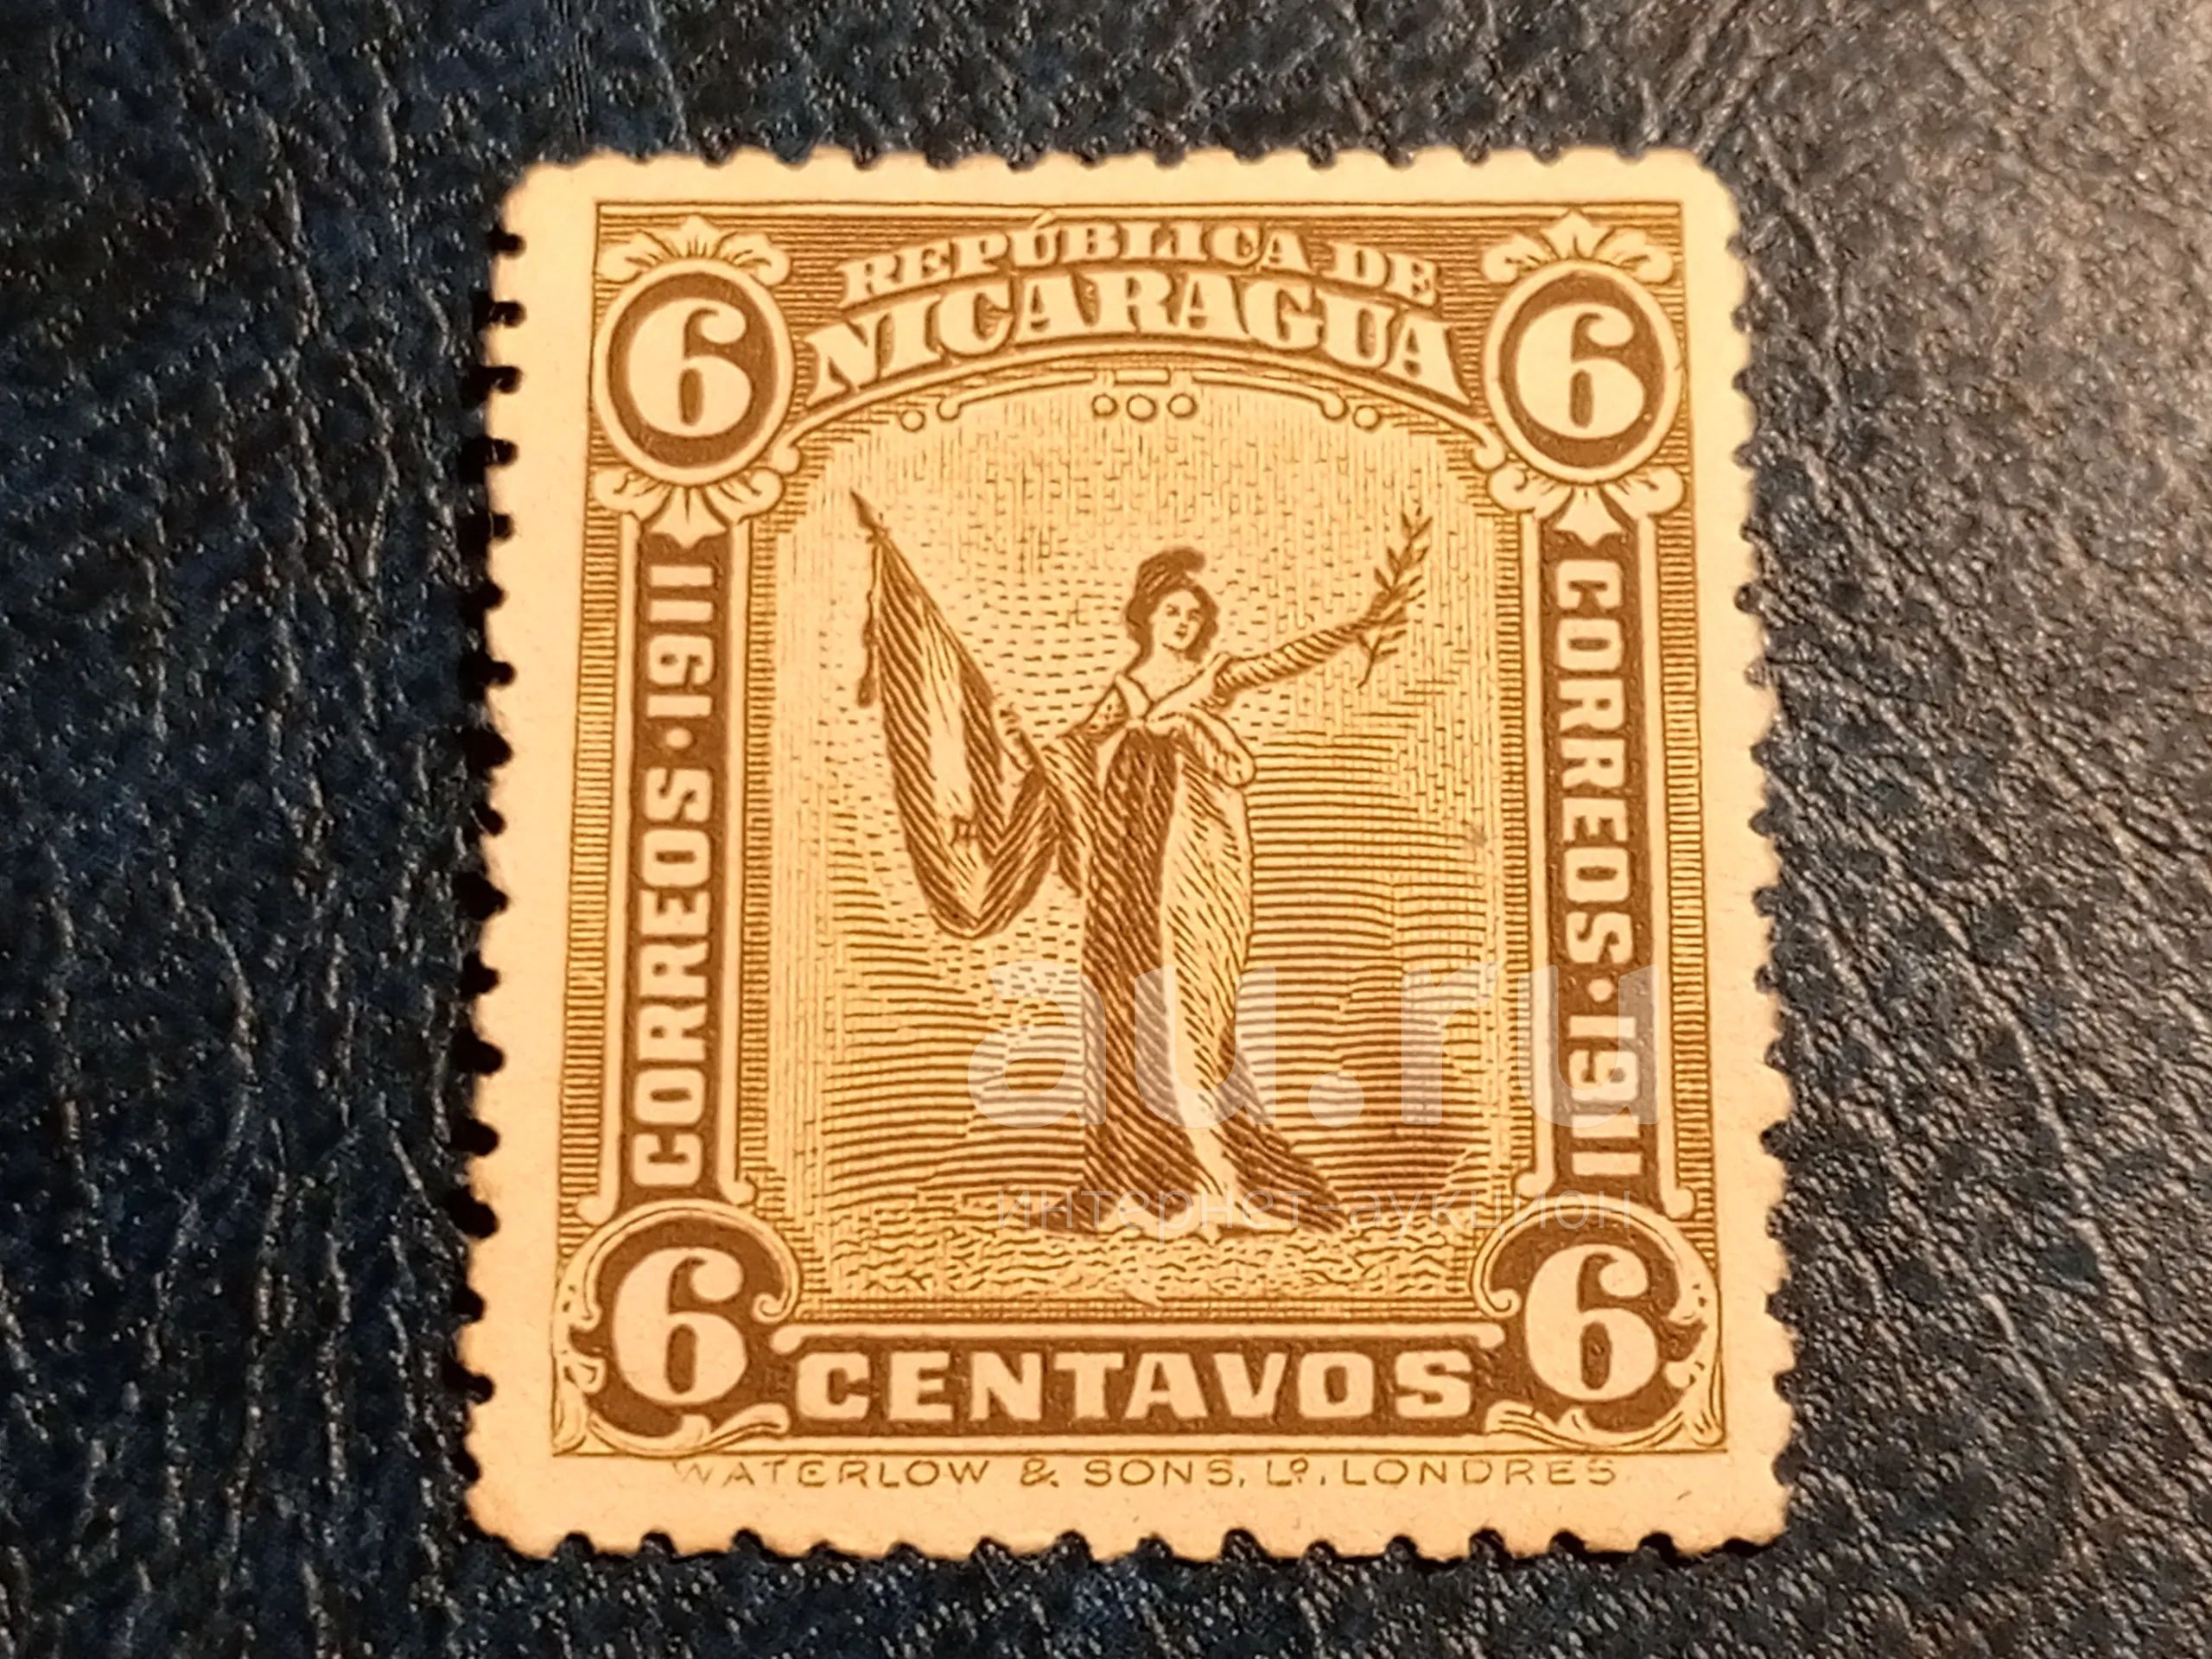 REPÚBLICA DE
NICARAGUA
6
6
CORREOS·1911
CORREOS·1911
au.ru
интернет-аукцион
6
CENTAVOS
6
WATERLOW & SONS, Lᴰ, LONDRES